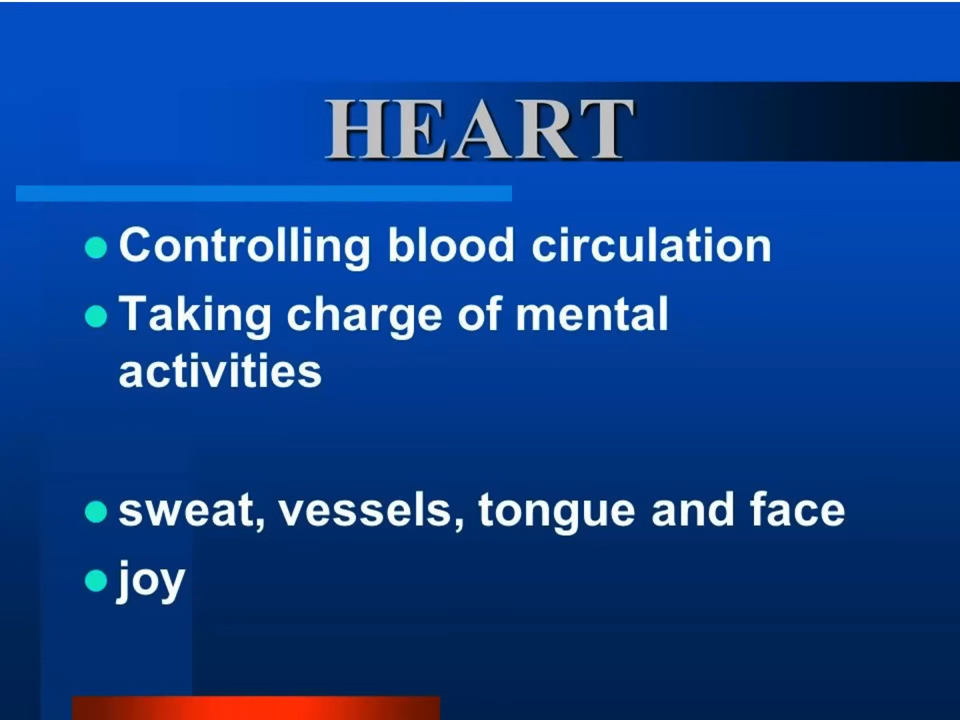 HEART
Controlling blood circulation
Taking charge of mental
activities
sweat, vessels, tongue and face
joy